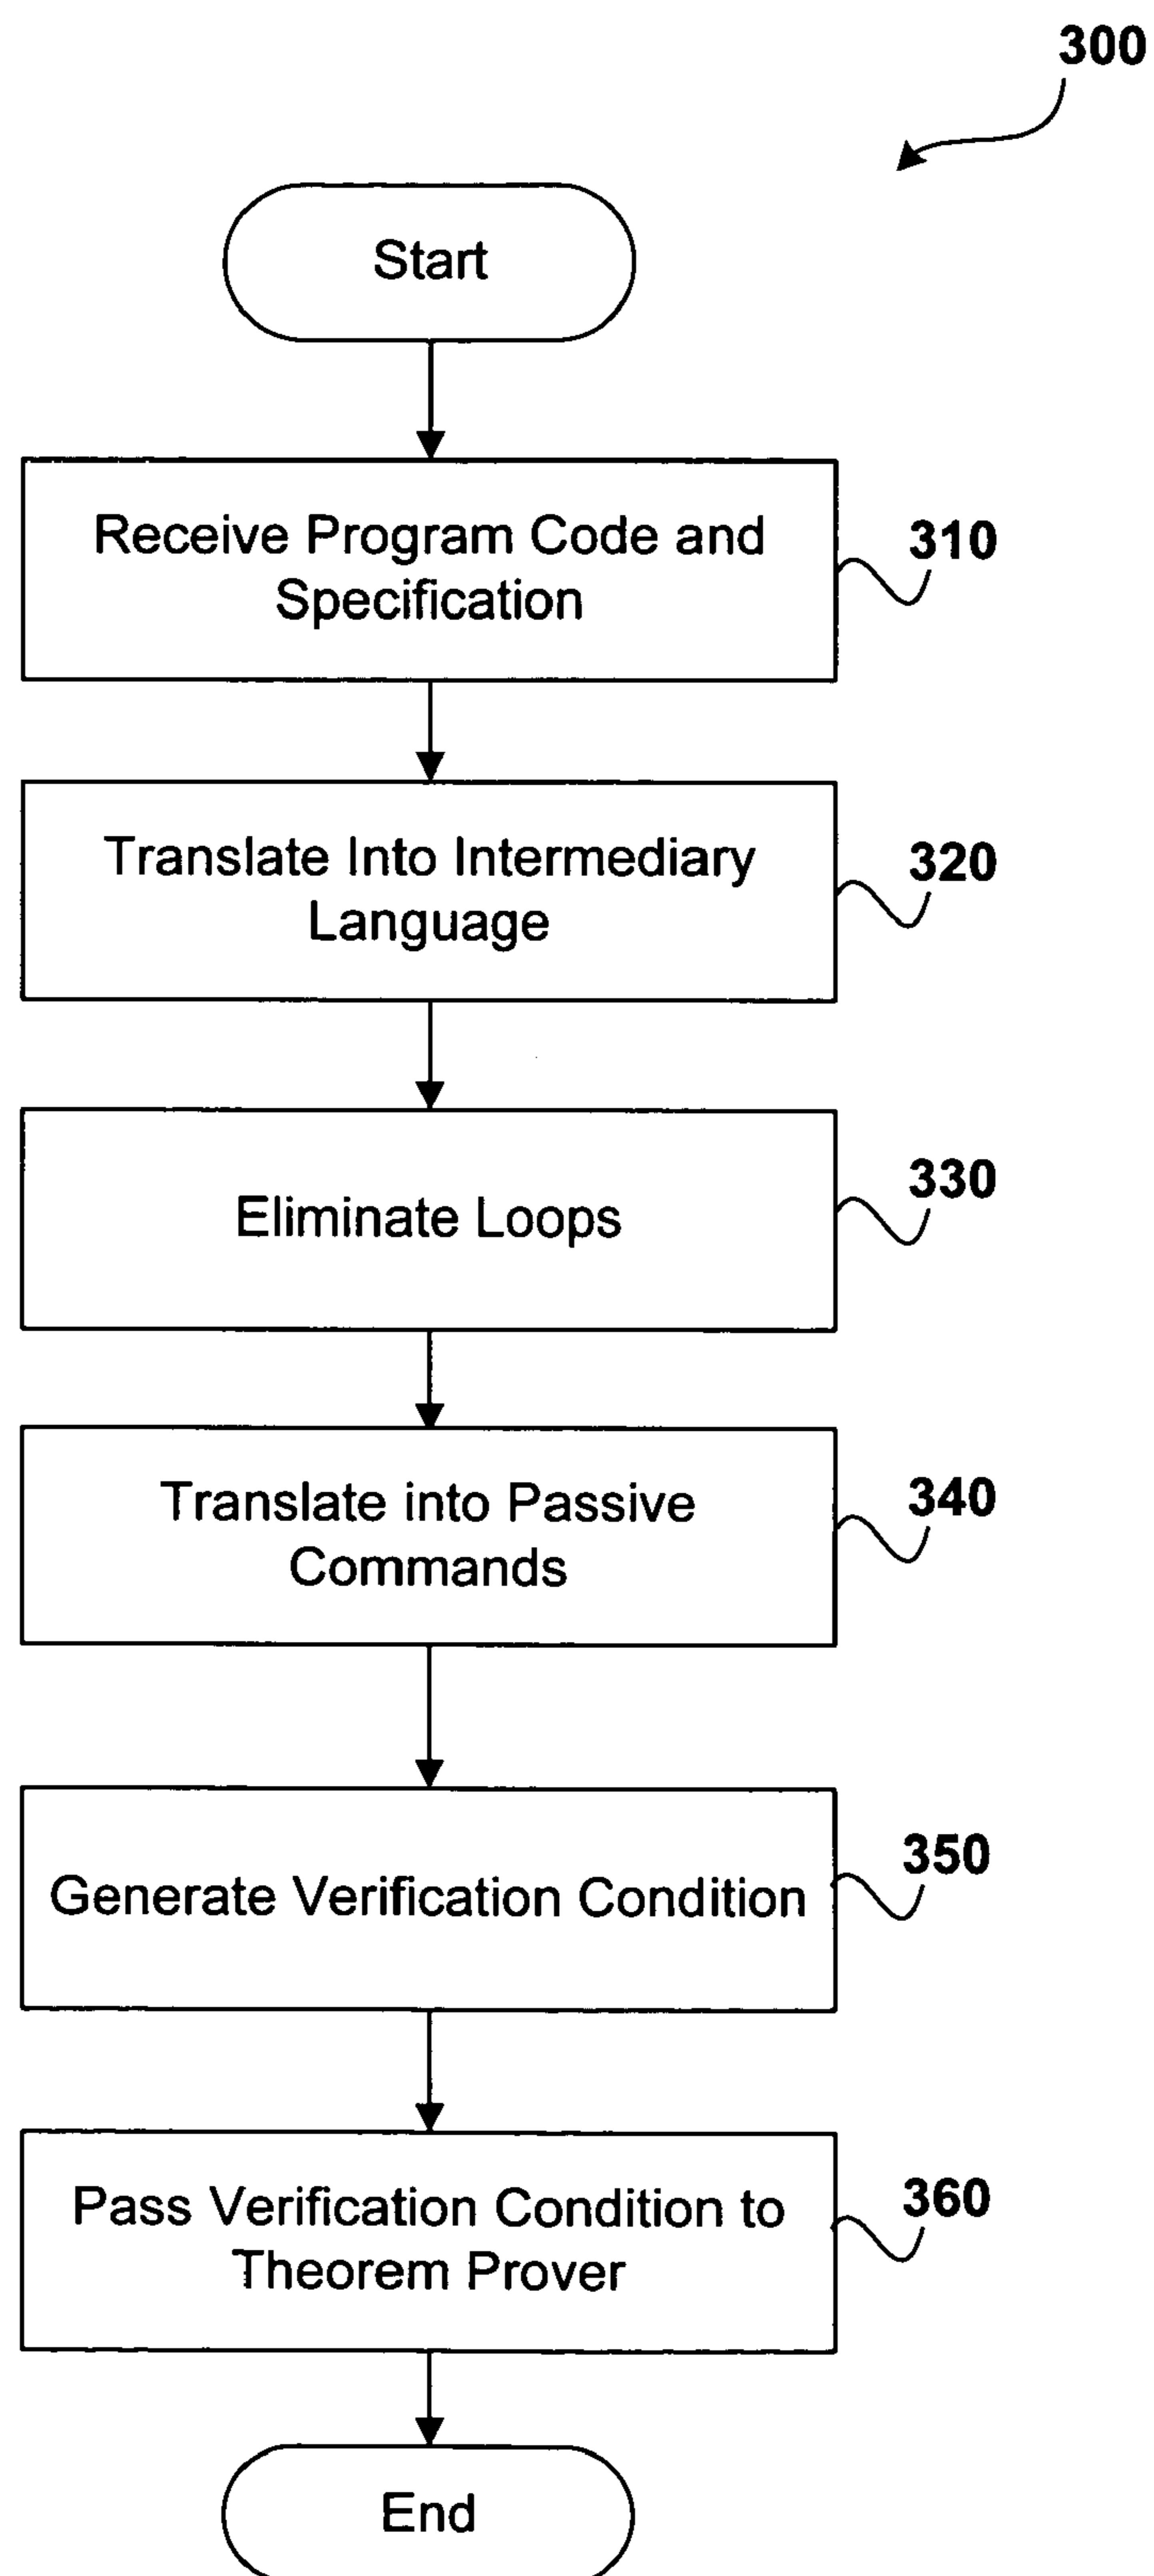 300
Start
Receive Program Code and
Specification
310
Translate Into Intermediary
Language
320
Eliminate Loops
330
Translate into Passive
Commands
340
Generate Verification Condition
350
Pass Verification Condition to
Theorem Prover
360
End